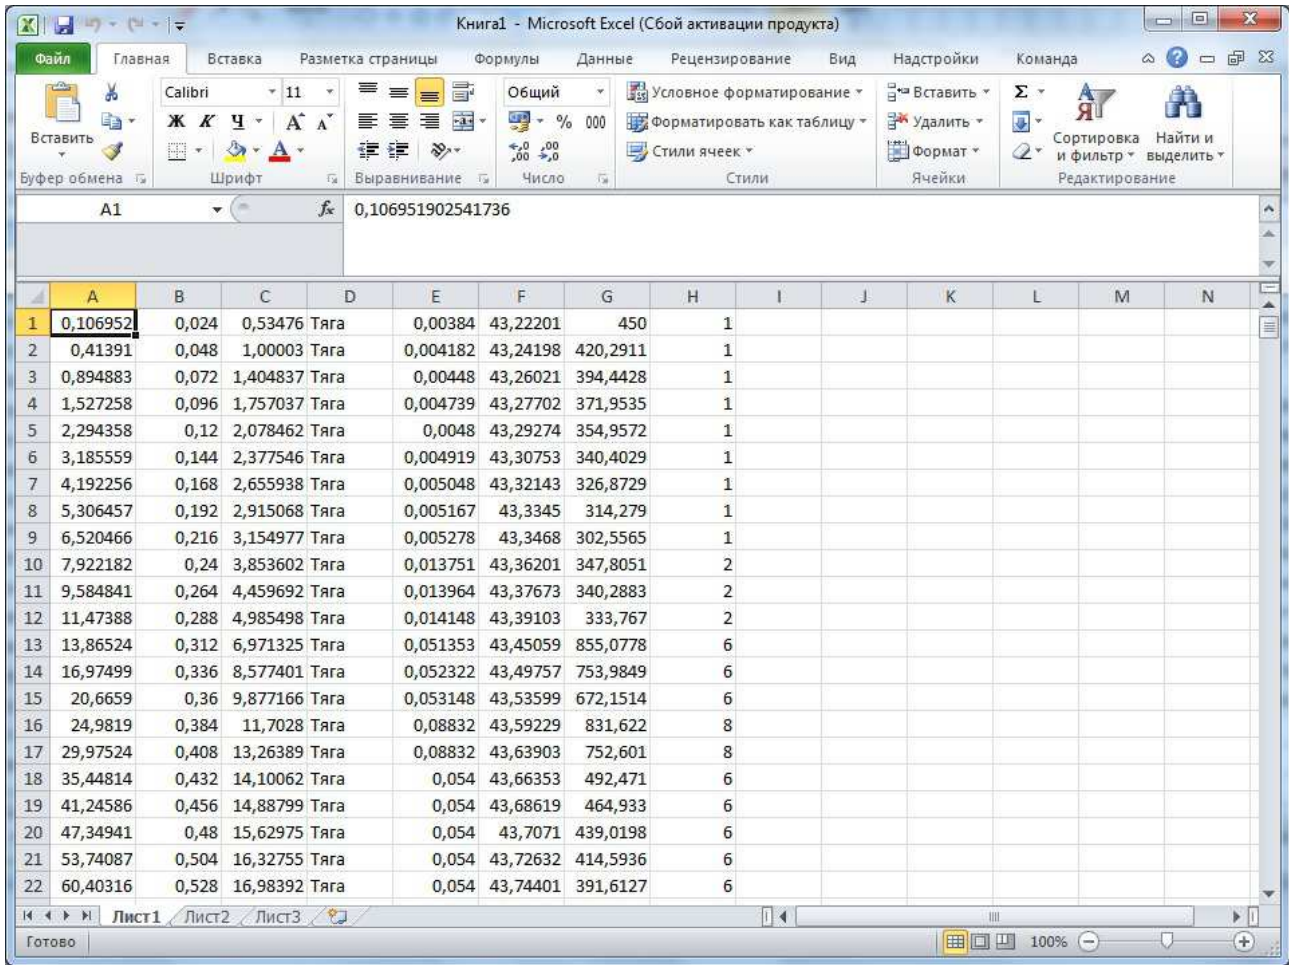 Книга1 - Microsoft Excel (Сбой активации продукта)
Файл Главная Вставка Разметка страницы Формулы Данные Рецензирование Вид Надстройки Команда
Calibri 11 Общий Условное форматирование Вставить Σ
Вставить Ж К Ч А А % 000 Форматировать как таблицу Удалить Сортировка и фильтр Найти и выделить
А Стили ячеек Формат
Буфер обмена Шрифт Выравнивание Число Стили Ячейки Редактирование
A1 fx 0,106951902541736
A B C D E F G H I J K L M N
1 0,106952 0,024 0,53476 Тяга 0,00384 43,22201 450 1
2 0,41391 0,048 1,00003 Тяга 0,004182 43,24198 420,2911 1
3 0,894883 0,072 1,404837 Тяга 0,00448 43,26021 394,4428 1
4 1,527258 0,096 1,757037 Тяга 0,004739 43,27702 371,9535 1
5 2,294358 0,12 2,078462 Тяга 0,0048 43,29274 354,9572 1
6 3,185559 0,144 2,377546 Тяга 0,004919 43,30753 340,4029 1
7 4,192256 0,168 2,655938 Тяга 0,005048 43,32143 326,8729 1
8 5,306457 0,192 2,915068 Тяга 0,005167 43,3345 314,279 1
9 6,520466 0,216 3,154977 Тяга 0,005278 43,3468 302,5565 1
10 7,922182 0,24 3,853602 Тяга 0,013751 43,36201 347,8051 2
11 9,584841 0,264 4,459692 Тяга 0,013964 43,37673 340,2883 2
12 11,47388 0,288 4,985498 Тяга 0,014148 43,39103 333,767 2
13 13,86524 0,312 6,971325 Тяга 0,051353 43,45059 855,0778 6
14 16,97499 0,336 8,577401 Тяга 0,052322 43,49757 753,9849 6
15 20,6659 0,36 9,877166 Тяга 0,053148 43,53599 672,1514 6
16 24,9819 0,384 11,7028 Тяга 0,08832 43,59229 831,622 8
17 29,97524 0,408 13,26389 Тяга 0,08832 43,63903 752,601 8
18 35,44814 0,432 14,10062 Тяга 0,054 43,66353 492,471 6
19 41,24586 0,456 14,88799 Тяга 0,054 43,68619 464,933 6
20 47,34941 0,48 15,62975 Тяга 0,054 43,7071 439,0198 6
21 53,74087 0,504 16,32755 Тяга 0,054 43,72632 414,5936 6
22 60,40316 0,528 16,98392 Тяга 0,054 43,74401 391,6127 6
Лист1 Лист2 Лист3
Готово 100%